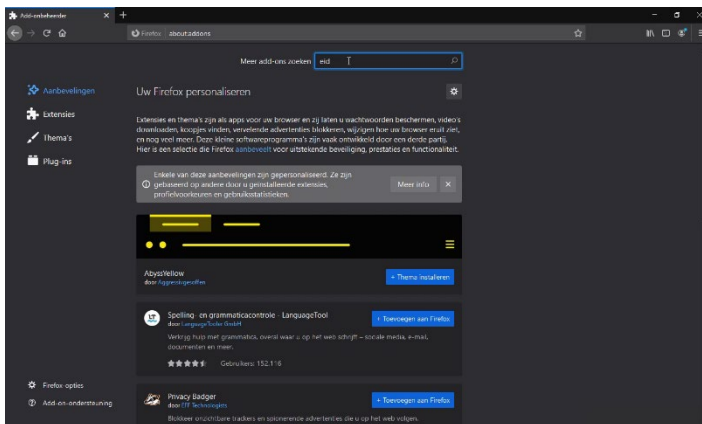 Add-onbeheerder
Firefox about:addons
Meer add-ons zoeken eid
Aanbevelingen
Extensies
Thema's
Plug-ins
Uw Firefox personaliseren
Extensies en thema's zijn als apps voor uw browser en zij laten u wachtwoorden beschermen, video's
downloaden, koopjes vinden, vervelende advertenties blokkeren, wijzigen hoe uw browser eruit ziet,
en nog veel meer. Deze kleine softwareprogramma's zijn vaak ontwikkeld door een derde partij.
Hier is een selectie die Firefox aanbeveelt voor uitstekende beveiliging, prestaties en functionaliteit.
Enkele van deze aanbevelingen zijn gepersonaliseerd. Ze zijn
gebaseerd op andere door u geïnstalleerde extensies,
profielvoorkeuren en gebruiksstatistieken.
Meer info
AbyssYellow
door
+ Thema installeren
LT
Spelling- en grammaticacontrole - LanguageTool
door LanguageTooler GmbH
+ Toevoegen aan Firefox
Verkrijg hulp met grammatica, overal waar u op het web schrijft – sociale media, e-mail,
documenten en meer.
Gebruikers: 152.116
Privacy Badger
door EFF Technologies
+ Toevoegen aan Firefox
Blokkeer onzichtbare trackers en spionerende advertenties die u op het web volgen.
Firefox opties
Add-on-ondersteuning